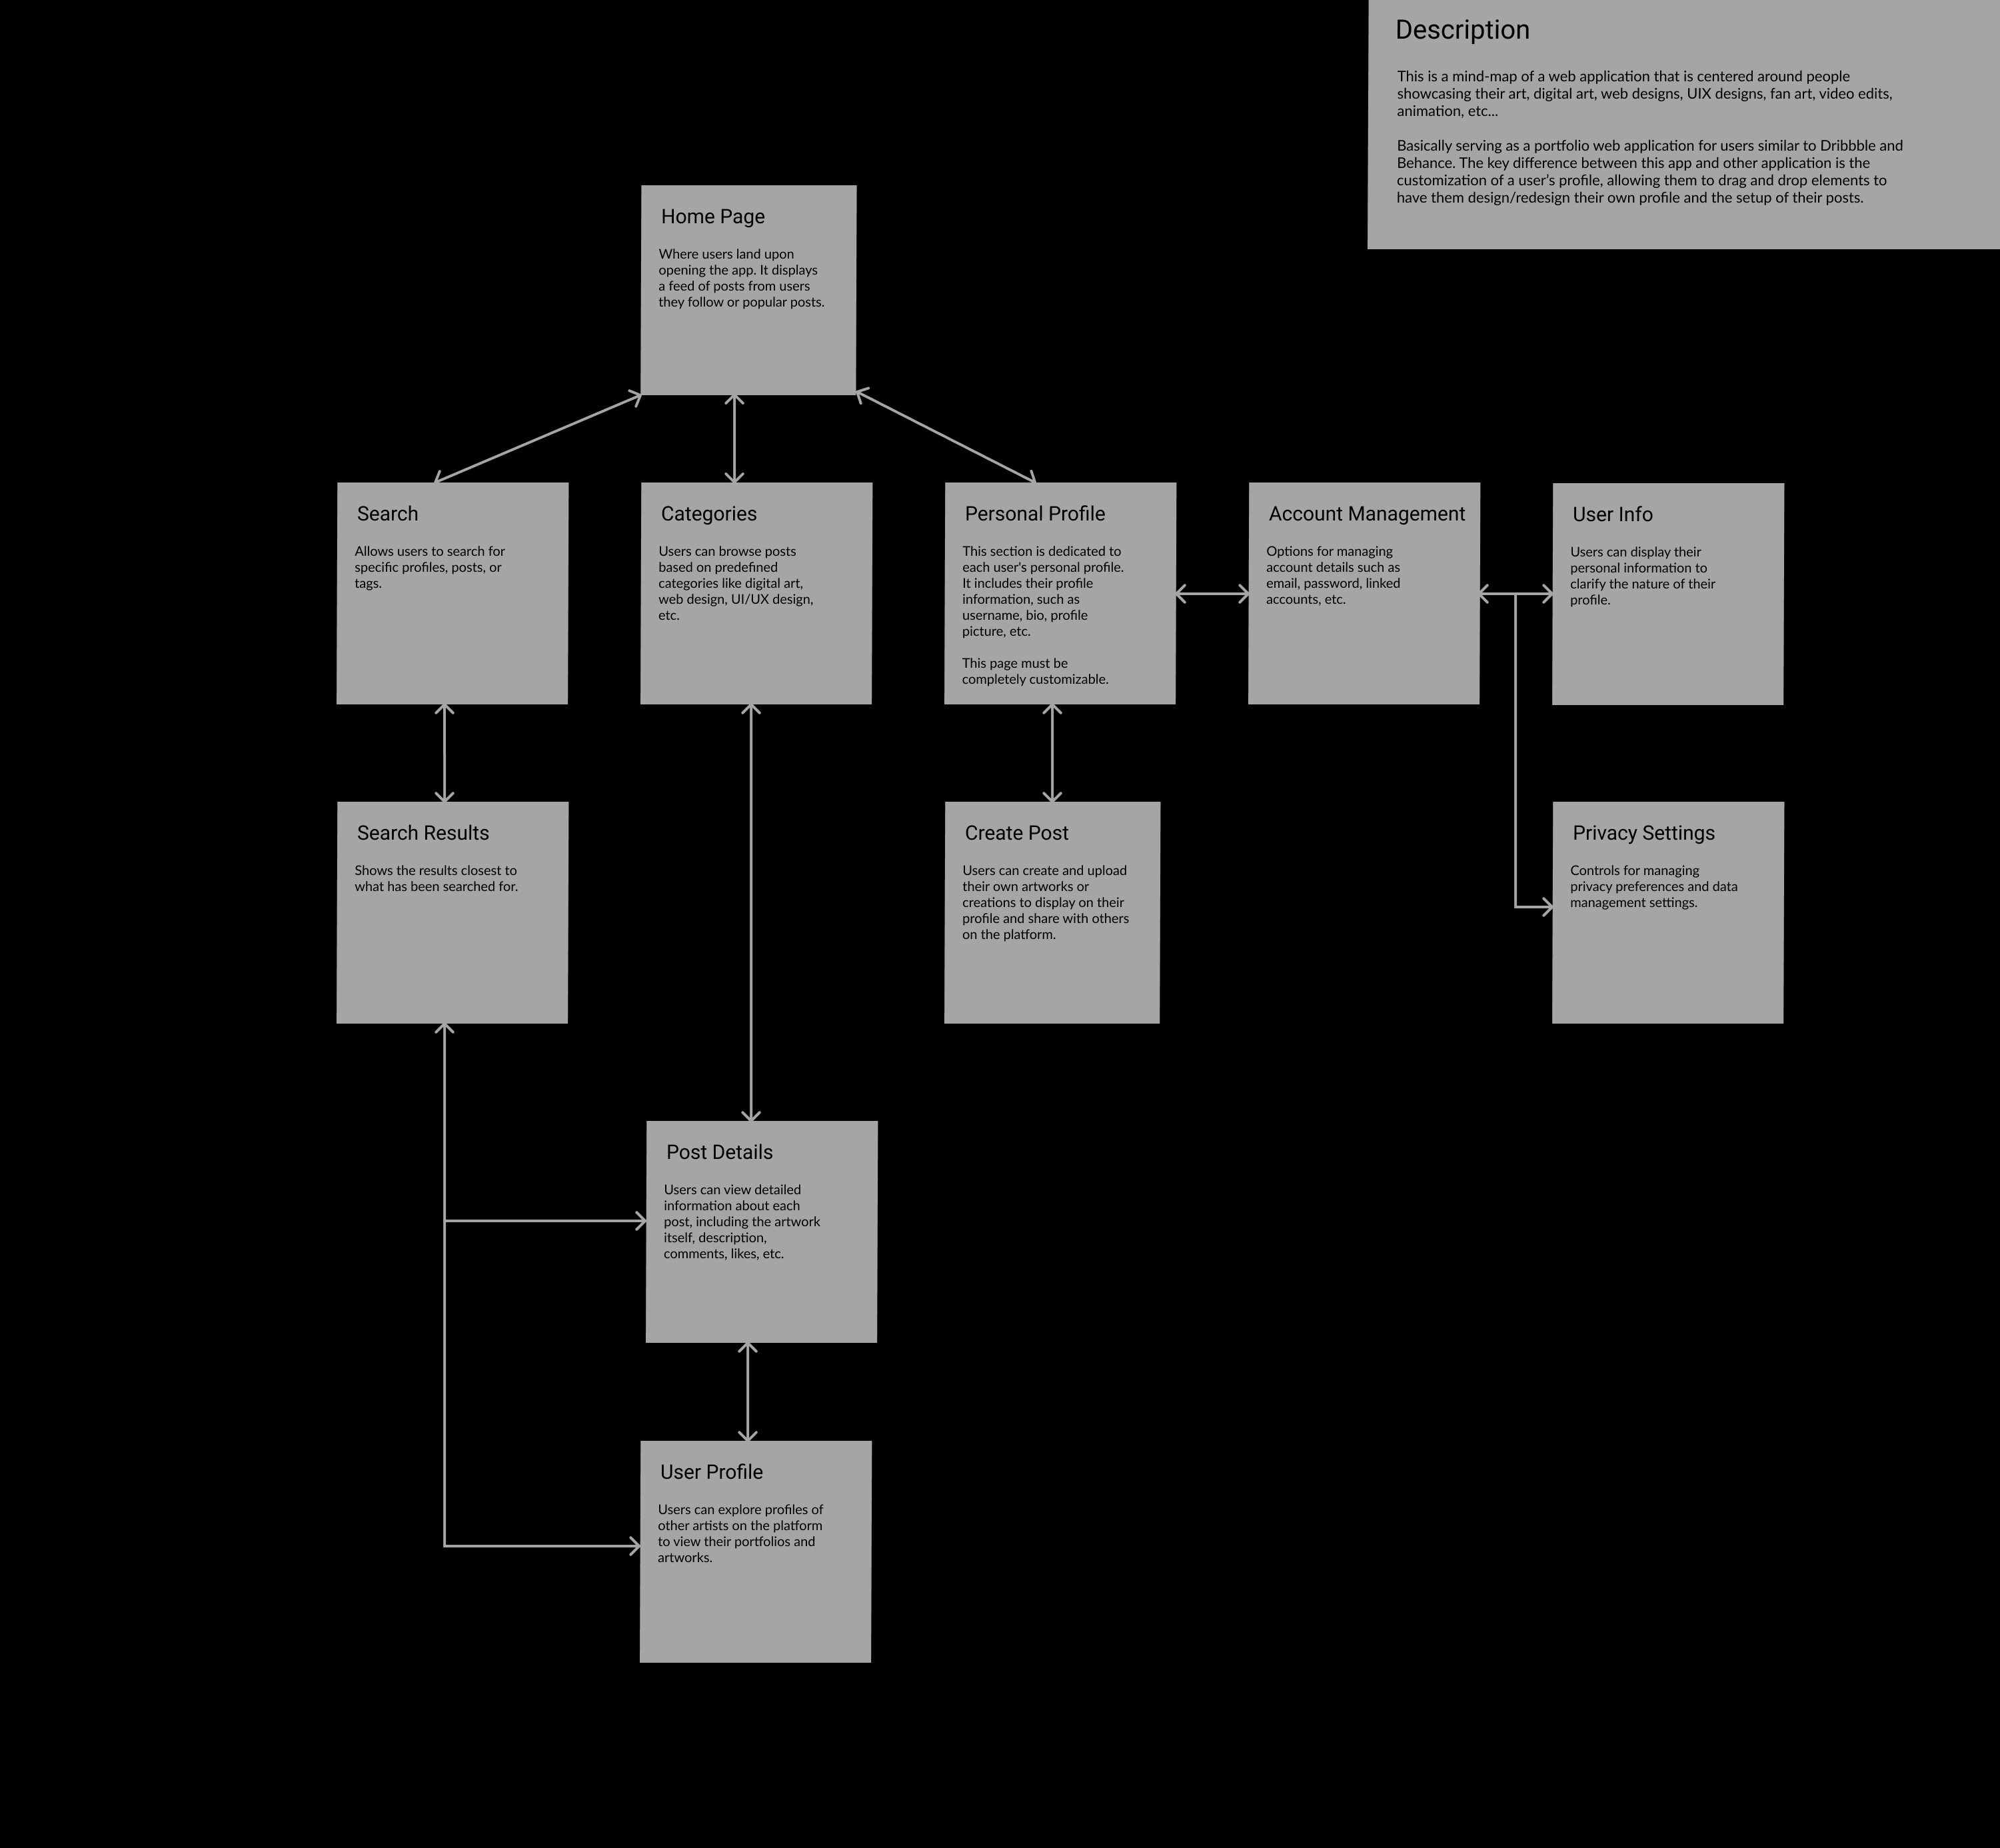 Description
This is a mind-map of a web application that is centered around people
showcasing their art, digital art, web designs, UIX designs, fan art, video edits,
animation, etc...
Basically serving as a portfolio web application for users similar to Dribbble and
Behance. The key difference between this app and other application is the
customization of a user's profile, allowing them to drag and drop elements to
have them design/redesign their own profile and the setup of their posts.
Home Page
Where users land upon
opening the app. It displays
a feed of posts from users
they follow or popular posts.
Search
Allows users to search for
specific profiles, posts, or
tags.
Categories
Users can browse posts
based on predefined
categories like digital art,
web design, UI/UX design,
etc.
Personal Profile
This section is dedicated to
each user's personal profile.
It includes their profile
information, such as
username, bio, profile
picture, etc.
This page must be
completely customizable.
Account Management
Options for managing
account details such as
email, password, linked
accounts, etc.
User Info
Users can display their
personal information to
clarify the nature of their
profile.
Search Results
Shows the results closest to
what has been searched for.
Create Post
Users can create and upload
their own artworks or
creations to display on their
profile and share with others
on the platform.
Privacy Settings
Controls for managing
privacy preferences and data
management settings.
Post Details
Users can view detailed
information about each
post, including the artwork
itself, description,
comments, likes, etc.
User Profile
Users can explore profiles of
other artists on the platform
to view their portfolios and
artworks.